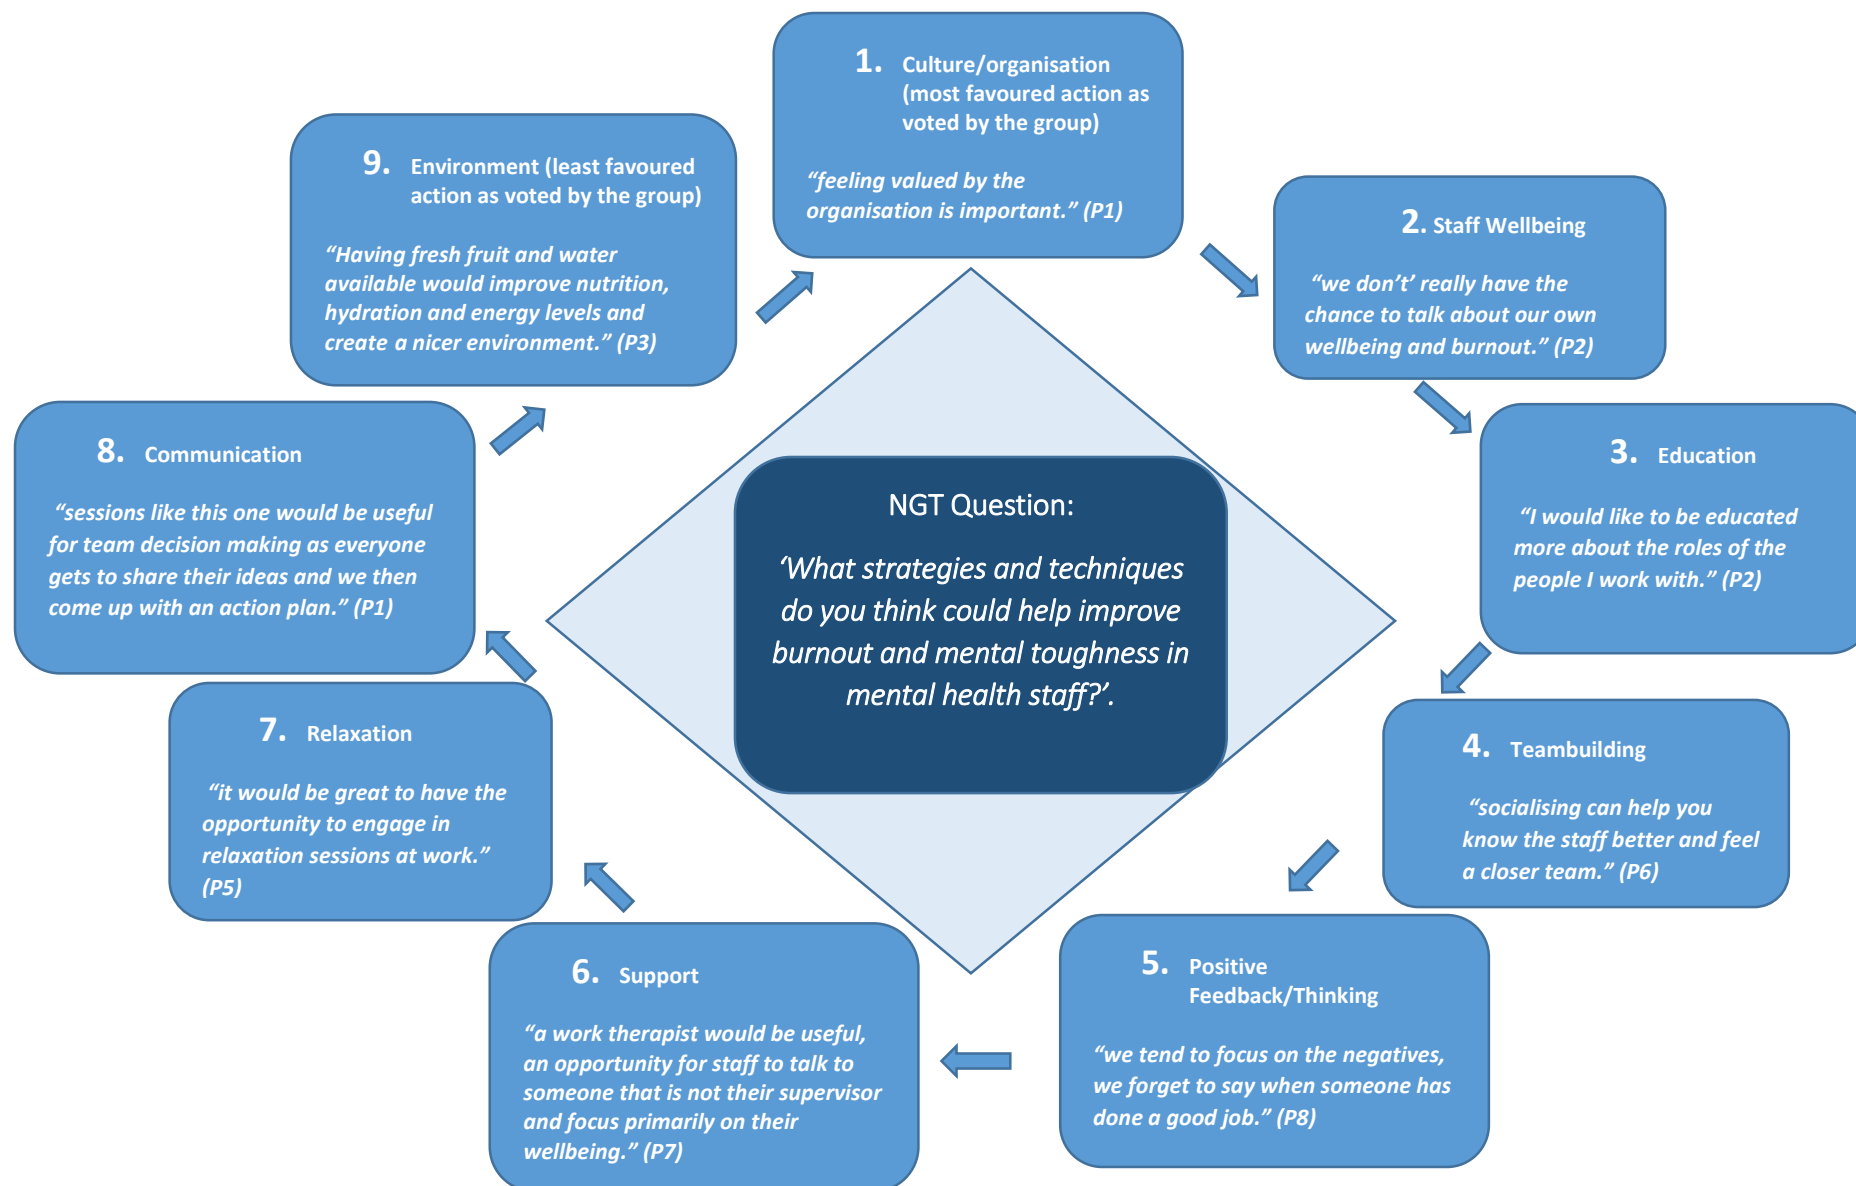 1. Culture/organisation
(most favoured action as
voted by the group)
“feeling valued by the
organisation is important.” (P1)
2. Staff Wellbeing
“we don’t’ really have the
chance to talk about our own
wellbeing and burnout.” (P2)
3. Education
“I would like to be educated
more about the roles of the
people I work with.” (P2)
4. Teambuilding
“socialising can help you
know the staff better and feel
a closer team.” (P6)
5. Positive
Feedback/Thinking
“we tend to focus on the negatives,
we forget to say when someone has
done a good job.” (P8)
6. Support
“a work therapist would be useful,
an opportunity for staff to talk to
someone that is not their supervisor
and focus primarily on their
wellbeing.” (P7)
7. Relaxation
“it would be great to have the
opportunity to engage in
relaxation sessions at work.”
(P5)
8. Communication
“sessions like this one would be useful
for team decision making as everyone
gets to share their ideas and we then
come up with an action plan.” (P1)
9. Environment (least favoured
action as voted by the group)
“Having fresh fruit and water
available would improve nutrition,
hydration and energy levels and
create a nicer environment.” (P3)
NGT Question:
‘What strategies and techniques
do you think could help improve
burnout and mental toughness in
mental health staff?’.